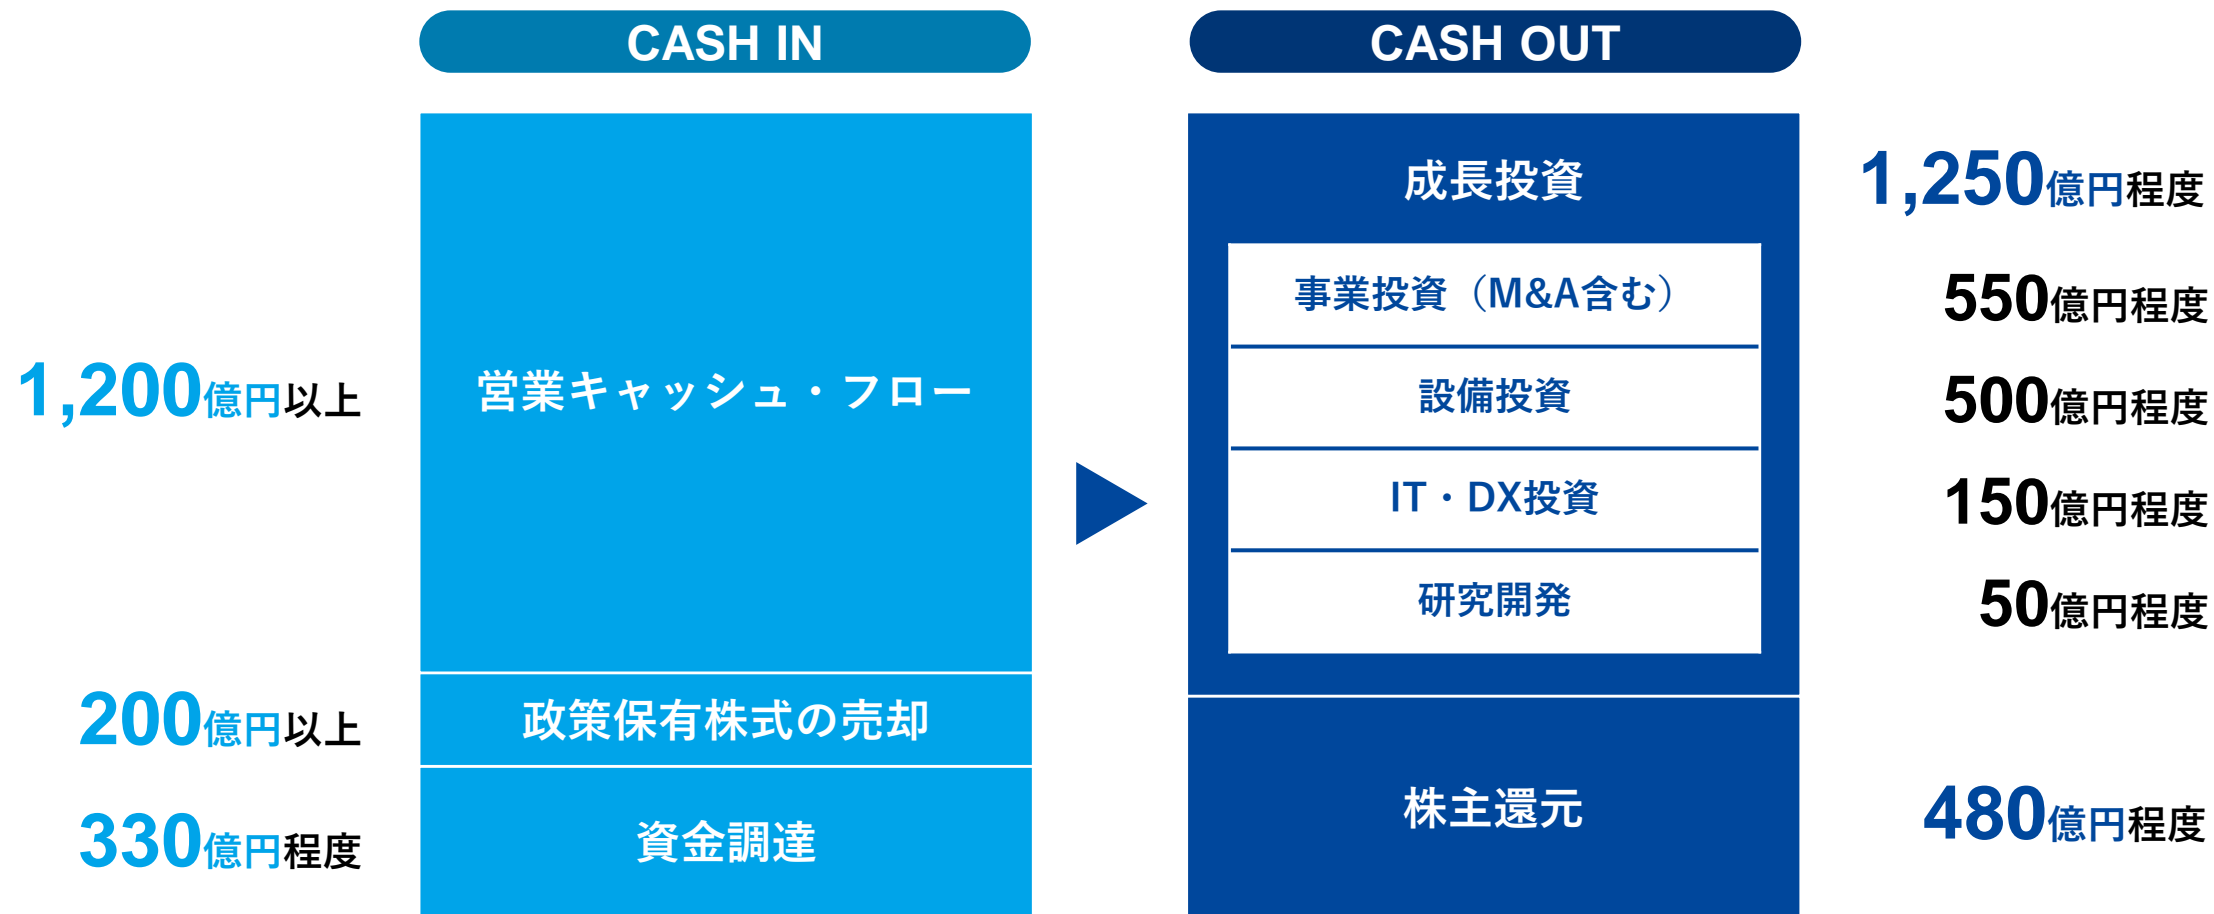 CASH IN
1,200億円以上
営業キャッシュ・フロー
200億円以上
政策保有株式の売却
330億円程度
資金調達
CASH OUT
成長投資
1,250億円程度
事業投資（M&A含む）
550億円程度
設備投資
500億円程度
IT・DX投資
150億円程度
研究開発
50億円程度
株主還元
480億円程度